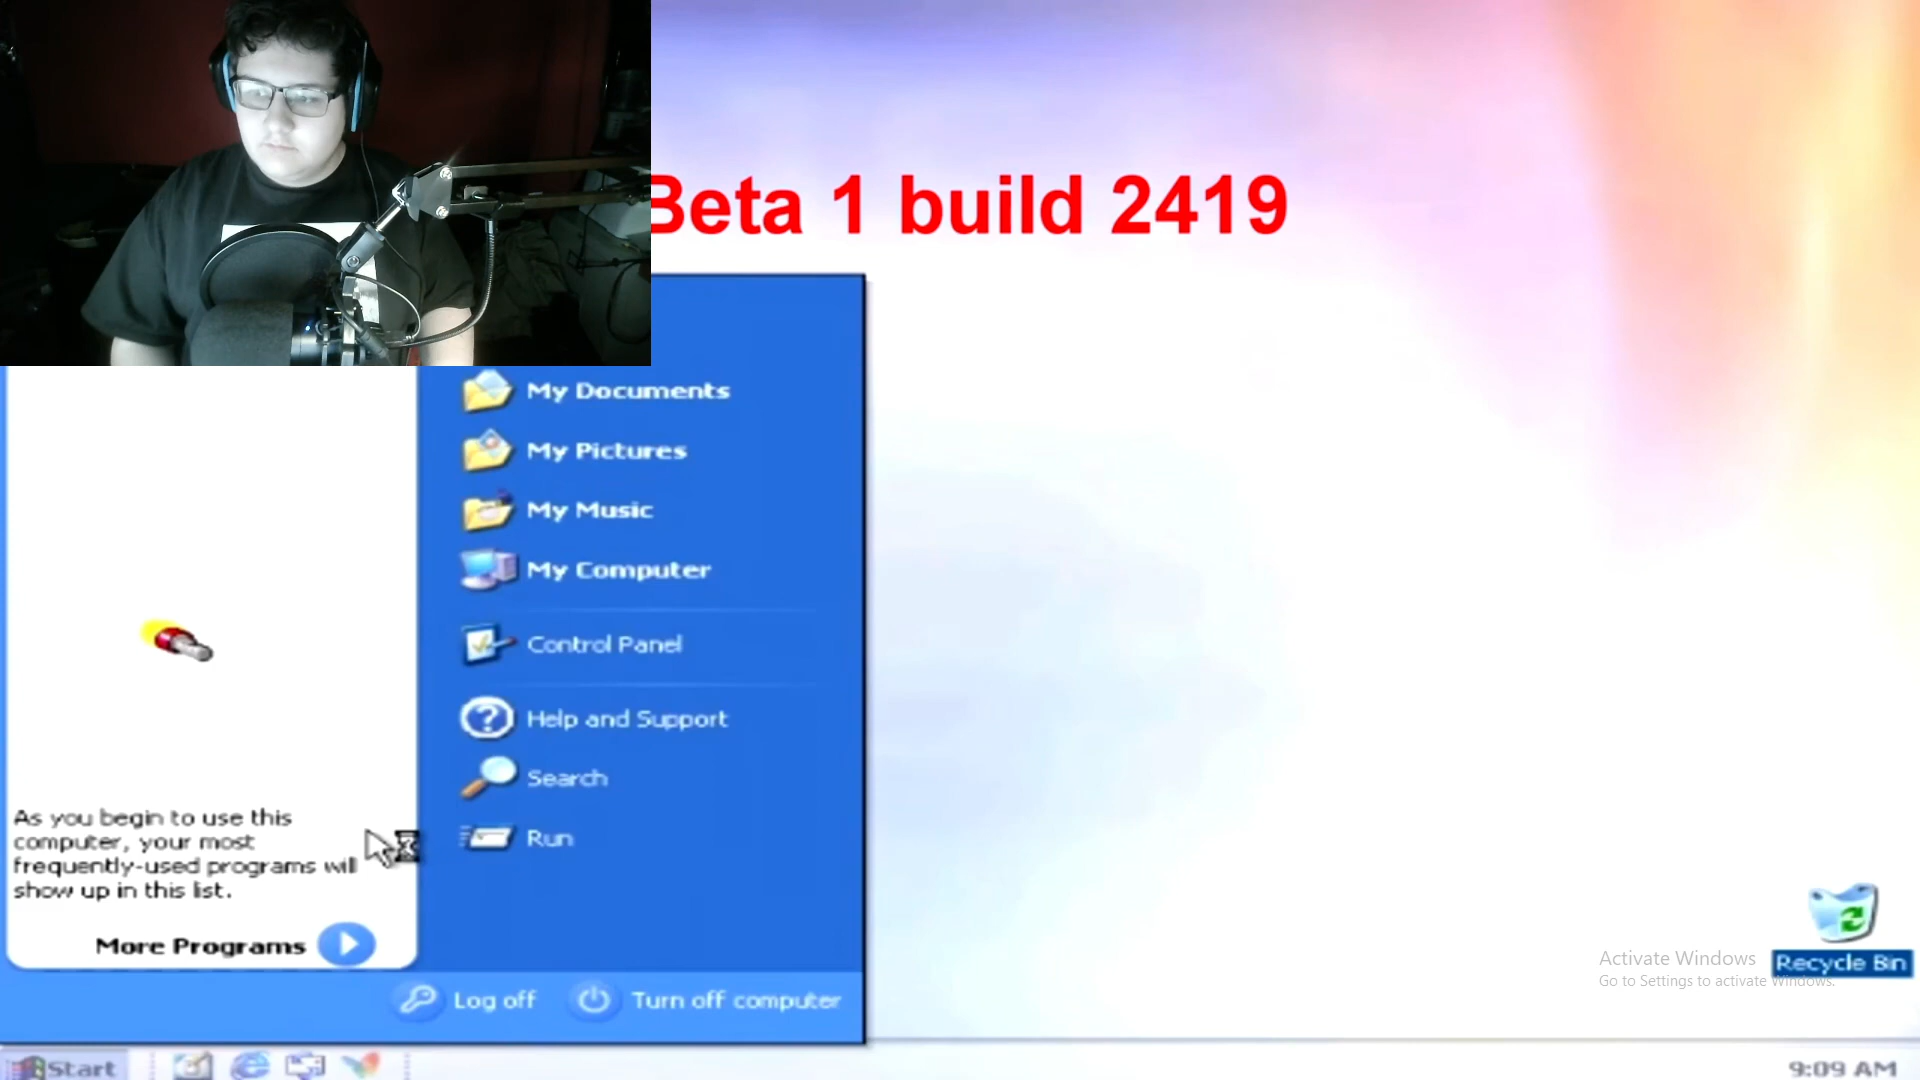 Beta 1 build 2419
My Documents
My Pictures
My Music
My Computer
Control Panel
Help and Support
Search
Run
As you begin to use this
computer, your most
frequently-used programs will
show up in this list.
More Programs
Log off
Turn off computer
Activate Windows
Go to Settings to activate Windows.
Recycle Bin
Start
9:09 AM